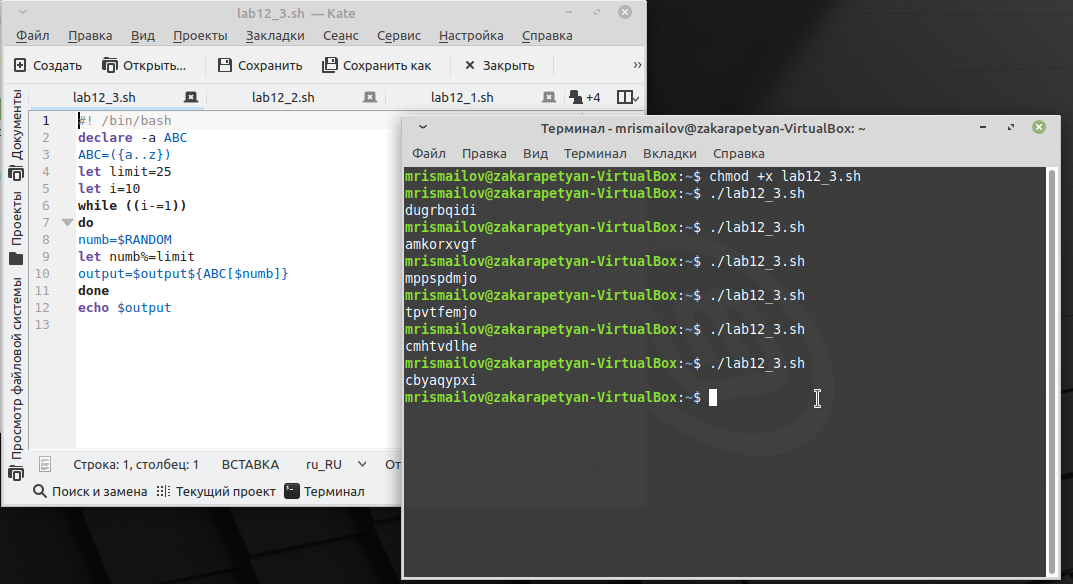 lab12_3.sh — Kate
Файл Правка Вид Проекты Закладки Сеанс Сервис Настройка Справка
Создать Открыть... Сохранить Сохранить как Закрыть »
lab12_3.sh lab12_2.sh lab12_1.sh +4
Документы
Проекты
Просмотр файловой системы
1 #! /bin/bash
2 declare -a ABC
3 ABC=({a..z})
4 let limit=25
5 let i=10
6 while ((i-=1))
7 do
8 numb=$RANDOM
9 let numb%=limit
10 output=$output${ABC[$numb]}
11 done
12 echo $output
13
Строка: 1, столбец: 1 ВСТАВКА ru_RU От
Поиск и замена Текущий проект Терминал
Терминал - mrismailov@zakarapetyan-VirtualBox: ~
Файл Правка Вид Терминал Вкладки Справка
mrismailov@zakarapetyan-VirtualBox:~$ chmod +x lab12_3.sh
mrismailov@zakarapetyan-VirtualBox:~$ ./lab12_3.sh
dugrbqidi
mrismailov@zakarapetyan-VirtualBox:~$ ./lab12_3.sh
amkorxvgf
mrismailov@zakarapetyan-VirtualBox:~$ ./lab12_3.sh
mppspdmjo
mrismailov@zakarapetyan-VirtualBox:~$ ./lab12_3.sh
tpvtfemjo
mrismailov@zakarapetyan-VirtualBox:~$ ./lab12_3.sh
cmhtvdlhe
mrismailov@zakarapetyan-VirtualBox:~$ ./lab12_3.sh
cbyaqypxi
mrismailov@zakarapetyan-VirtualBox:~$